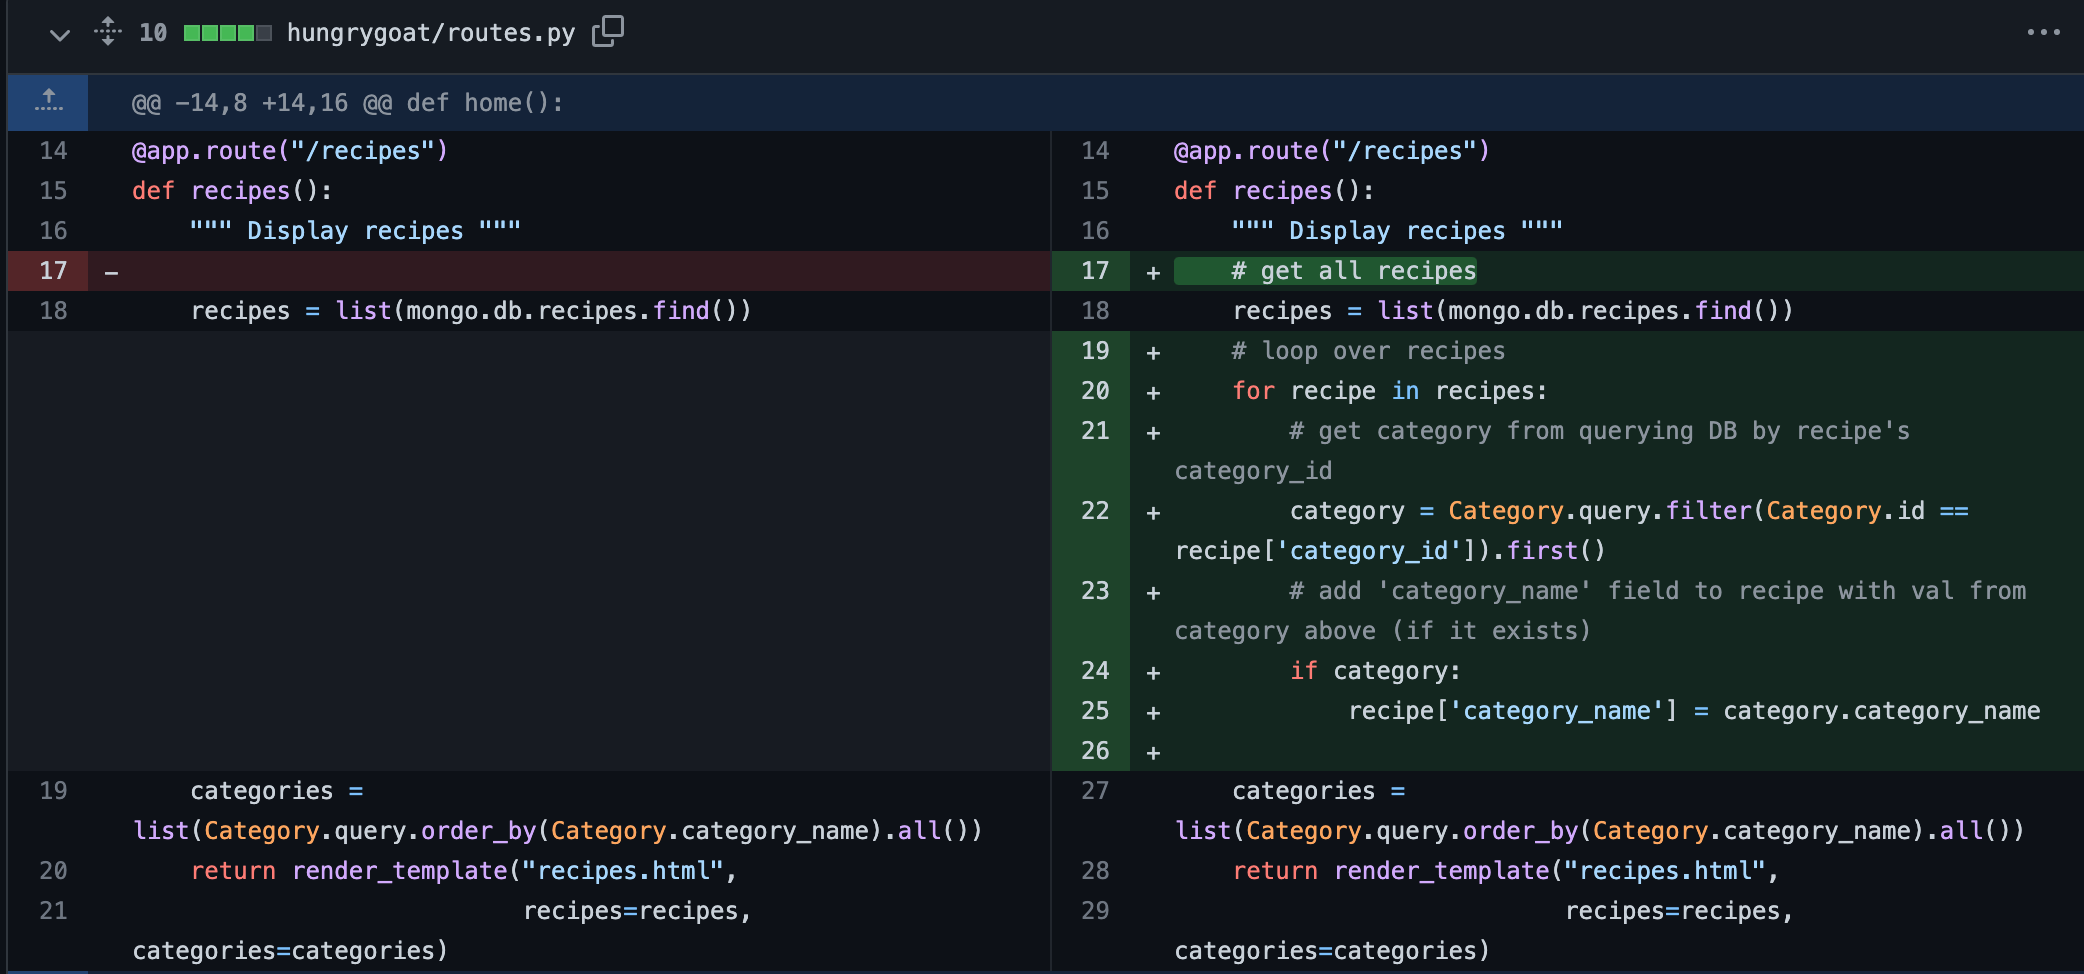 10 hungrygoat/routes.py
@@ -14,8 +14,16 @@ def home():
14 @app.route("/recipes")
15 def recipes():
16 """ Display recipes """
17 -
18 recipes = list(mongo.db.recipes.find())
19 categories =
list(Category.query.order_by(Category.category_name).all())
20 return render_template("recipes.html",
21 recipes=recipes,
categories=categories)
14 @app.route("/recipes")
15 def recipes():
16 """ Display recipes """
17 + # get all recipes
18 recipes = list(mongo.db.recipes.find())
19 + # loop over recipes
20 + for recipe in recipes:
21 + # get category from querying DB by recipe's
category_id
22 + category = Category.query.filter(Category.id ==
recipe['category_id']).first()
23 + # add 'category_name' field to recipe with val from
category above (if it exists)
24 + if category:
25 + recipe['category_name'] = category.category_name
26 +
27 categories =
list(Category.query.order_by(Category.category_name).all())
28 return render_template("recipes.html",
29 recipes=recipes,
categories=categories)